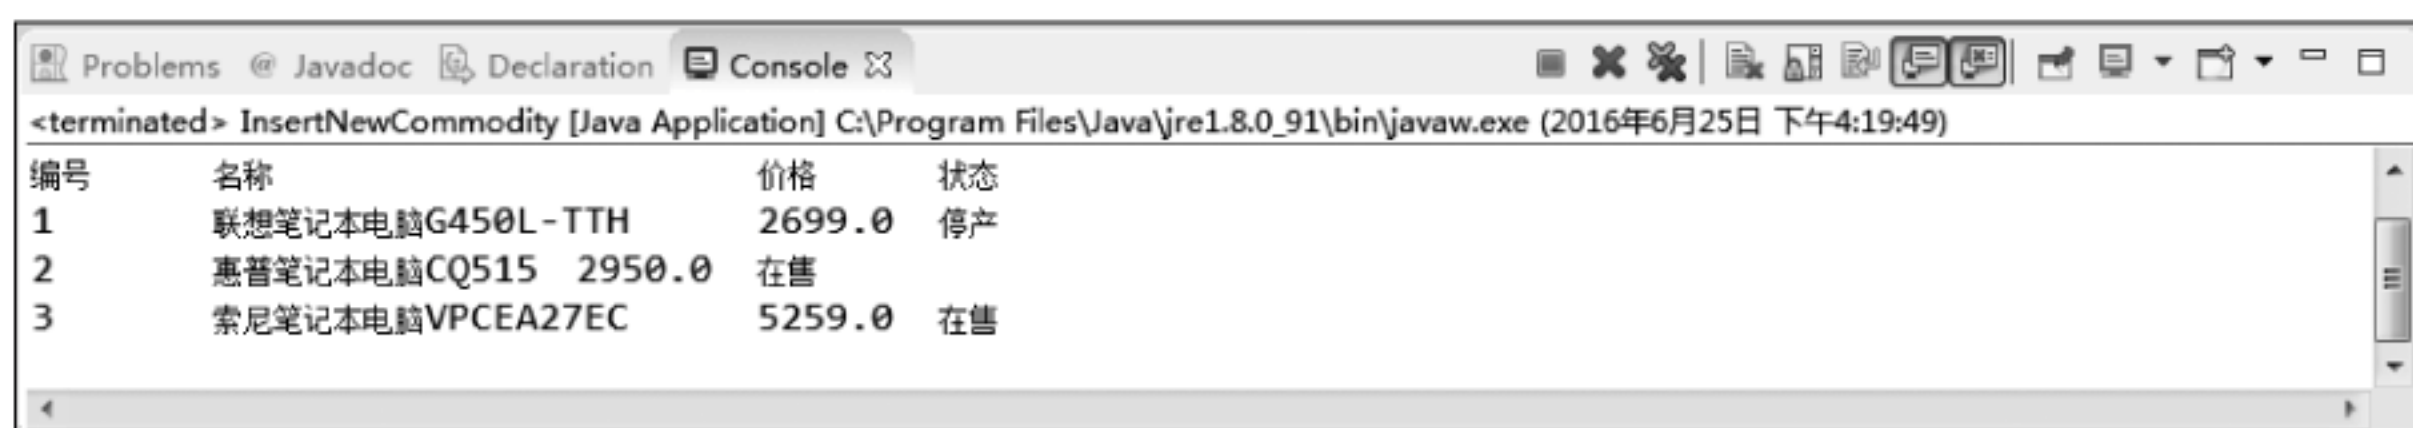 Problems @ Javadoc Declaration Console
<terminated> InsertNewCommodity [Java Application] C:\Program Files\Java\jre1.8.0_91\bin\javaw.exe (2016年6月25日 下午4:19:49)
编号 名称 价格 状态
1 联想笔记本电脑G450L-TTH 2699.0 停产
2 惠普笔记本电脑CQ515 2950.0 在售
3 索尼笔记本电脑VPCEA27EC 5259.0 在售